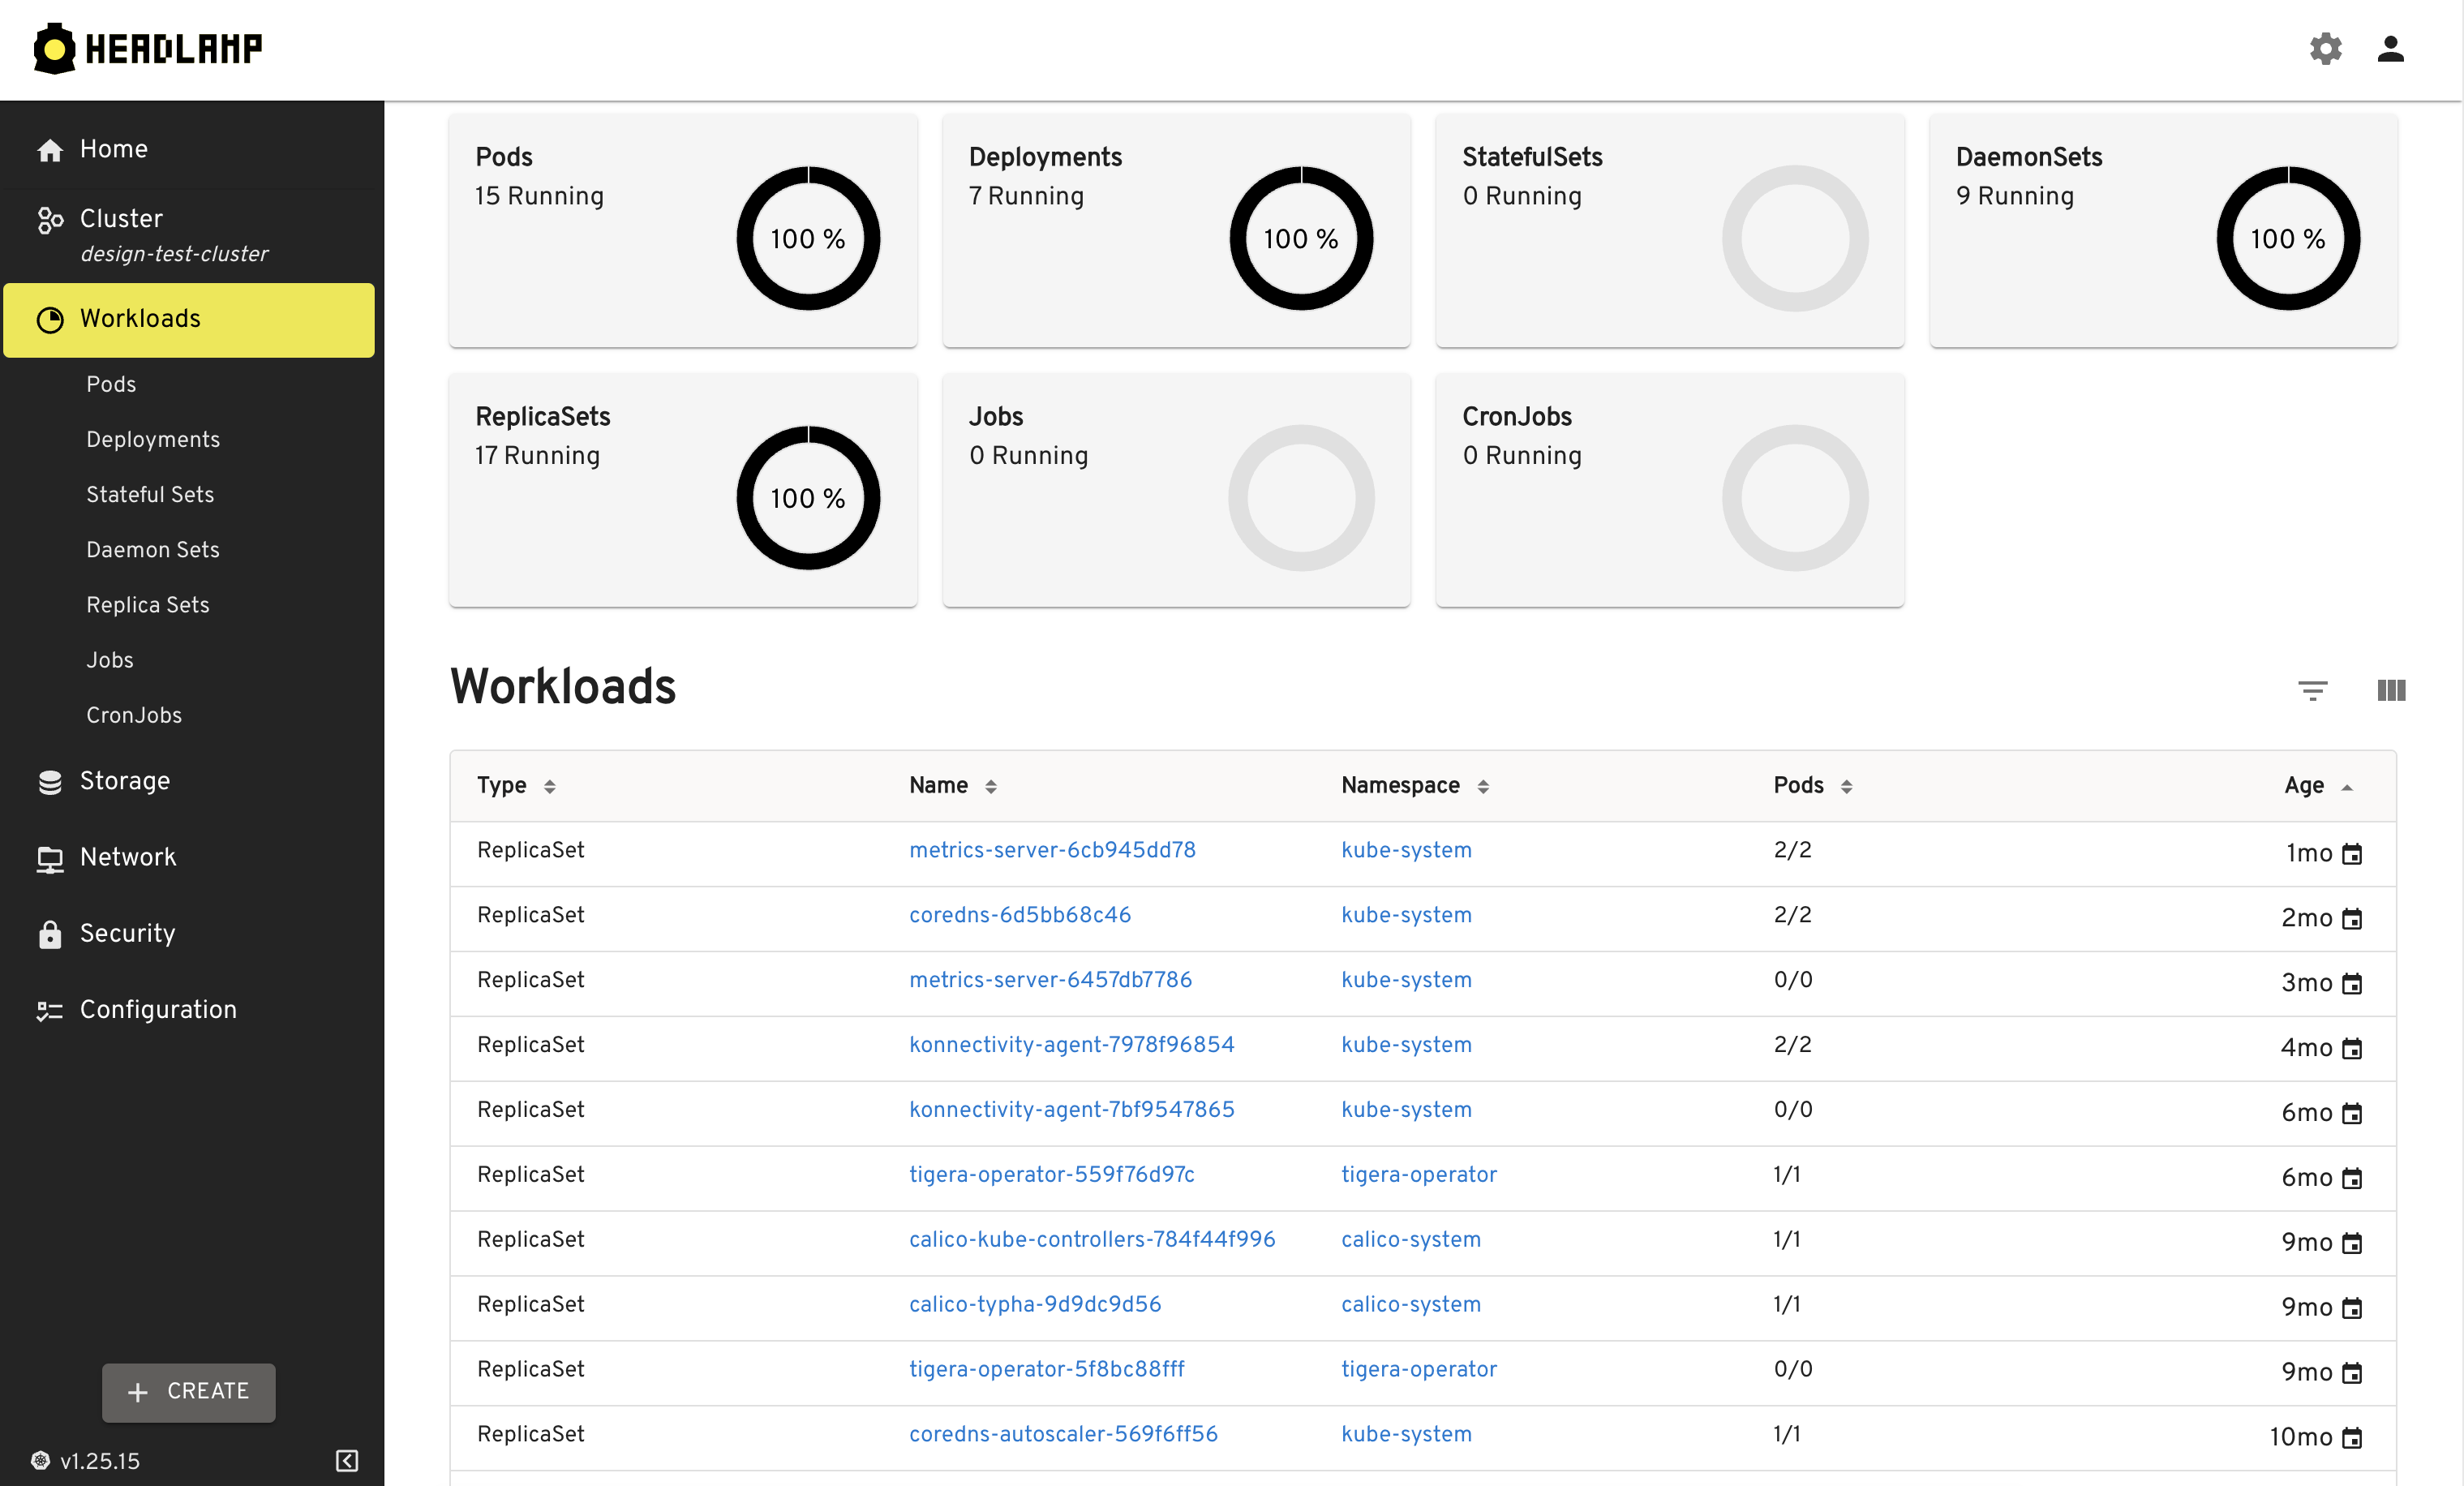 HEADLAMP
Home
Cluster
design-test-cluster
Workloads
Pods
Deployments
Stateful Sets
Daemon Sets
Replica Sets
Jobs
CronJobs
Storage
Network
Security
Configuration
+ CREATE
v1.25.15
Pods
15 Running
100 %
Deployments
7 Running
100 %
StatefulSets
0 Running
DaemonSets
9 Running
100 %
ReplicaSets
17 Running
100 %
Jobs
0 Running
CronJobs
0 Running
Workloads
Type Name Namespace Pods Age
ReplicaSet metrics-server-6cb945dd78 kube-system 2/2 1mo
ReplicaSet coredns-6d5bb68c46 kube-system 2/2 2mo
ReplicaSet metrics-server-6457db7786 kube-system 0/0 3mo
ReplicaSet konnectivity-agent-7978f96854 kube-system 2/2 4mo
ReplicaSet konnectivity-agent-7bf9547865 kube-system 0/0 6mo
ReplicaSet tigera-operator-559f76d97c tigera-operator 1/1 6mo
ReplicaSet calico-kube-controllers-784f44f996 calico-system 1/1 9mo
ReplicaSet calico-typha-9d9dc9d56 calico-system 1/1 9mo
ReplicaSet tigera-operator-5f8bc88fff tigera-operator 0/0 9mo
ReplicaSet coredns-autoscaler-569f6ff56 kube-system 1/1 10mo